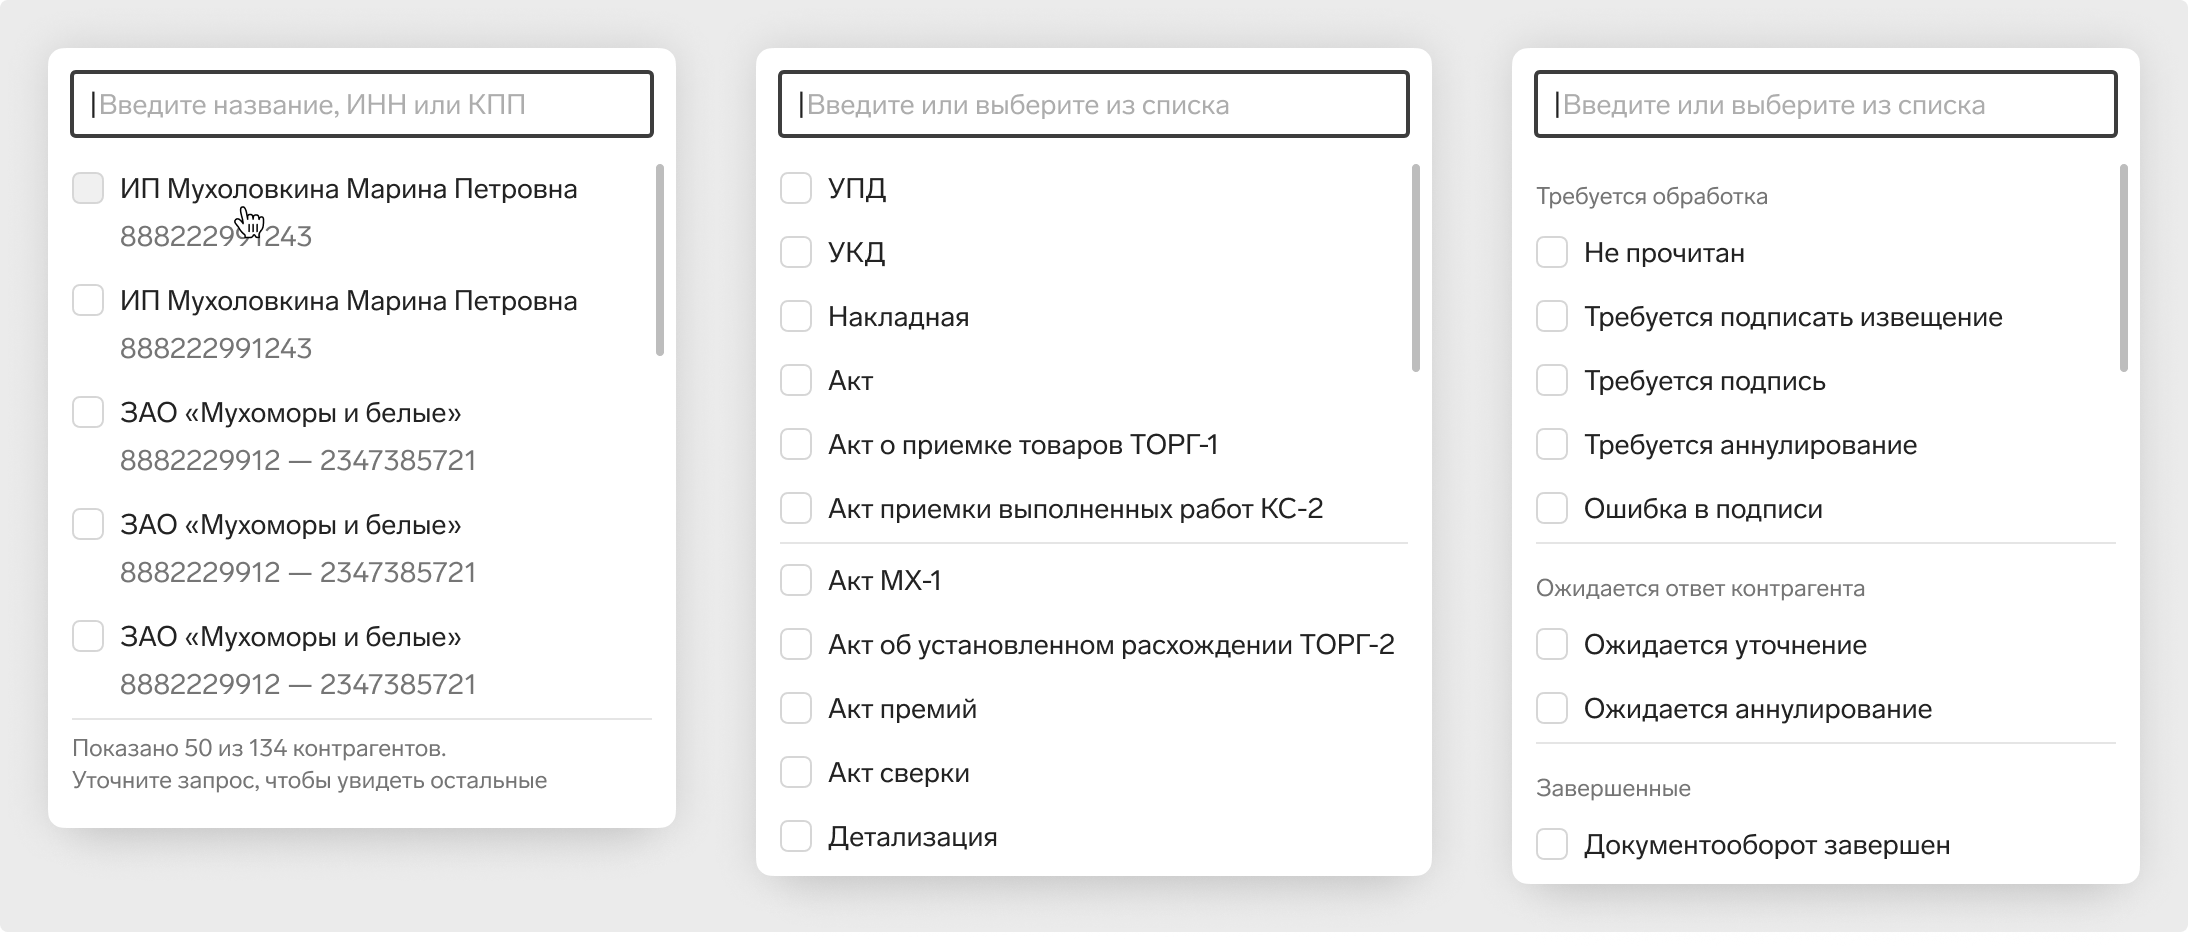 Введите название, ИНН или КПП
ИП Мухоловкина Марина Петровна
888222991243
ИП Мухоловкина Марина Петровна
888222991243
ЗАО «Мухоморы и белые»
8882229912 — 2347385721
ЗАО «Мухоморы и белые»
8882229912 — 2347385721
ЗАО «Мухоморы и белые»
8882229912 — 2347385721
Показано 50 из 134 контрагентов.
Уточните запрос, чтобы увидеть остальные
Введите или выберите из списка
УПД
УКД
Накладная
Акт
Акт о приемке товаров ТОРГ-1
Акт приемки выполненных работ КС-2
Акт МХ-1
Акт об установленном расхождении ТОРГ-2
Акт премий
Акт сверки
Детализация
Введите или выберите из списка
Требуется обработка
Не прочитан
Требуется подписать извещение
Требуется подпись
Требуется аннулирование
Ошибка в подписи
Ожидается ответ контрагента
Ожидается уточнение
Ожидается аннулирование
Завершенные
Документооборот завершен